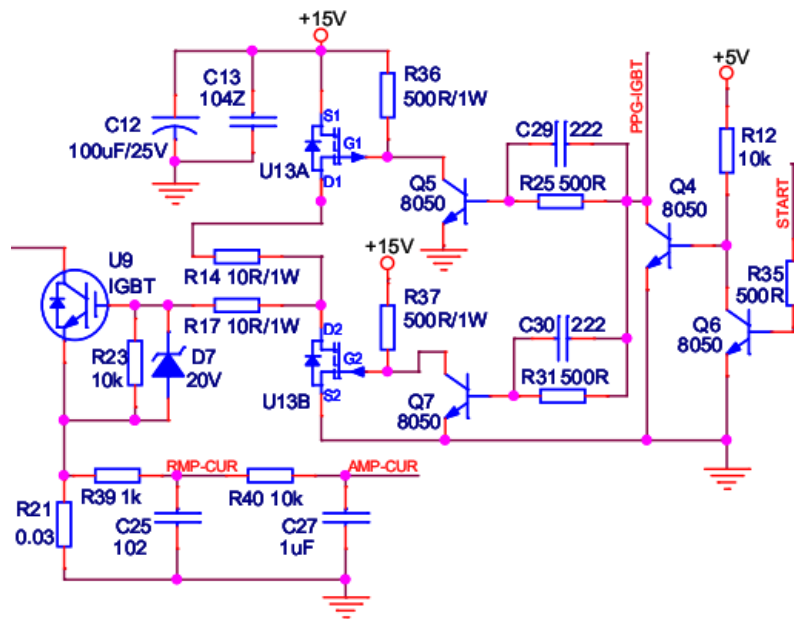 +15V
C13
104Z
R36
500R/1W
+5V
PPG-IGBT
C12
100uF/25V
S1
G1
U13A
D1
C29 222
R12
10k
Q5
8050
R25 500R
Q4
8050
START
U9
IGBT
R14 10R/1W
+15V
R35
500R
R17 10R/1W
R37
500R/1W
D2
C30 222
Q6
8050
R23
10k
D7
20V
G2
U13B
S2
R31 500R
Q7
8050
RMP-CUR
AMP-CUR
R39 1k
R40 10k
R21
0.03
C25
102
C27
1uF